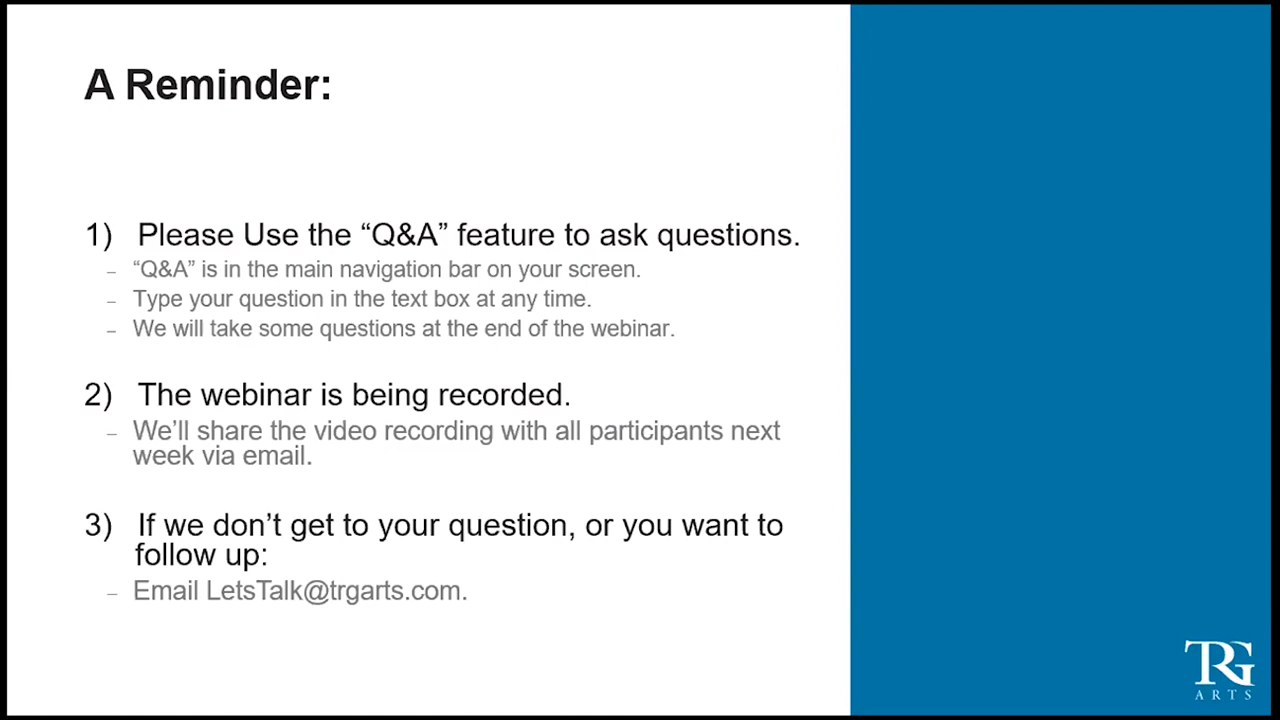 A Reminder:
1) Please Use the “Q&A” feature to ask questions.
– “Q&A” is in the main navigation bar on your screen.
– Type your question in the text box at any time.
– We will take some questions at the end of the webinar.
2) The webinar is being recorded.
– We’ll share the video recording with all participants next
week via email.
3) If we don’t get to your question, or you want to
follow up:
– Email LetsTalk@trgarts.com.
TRG
ARTS